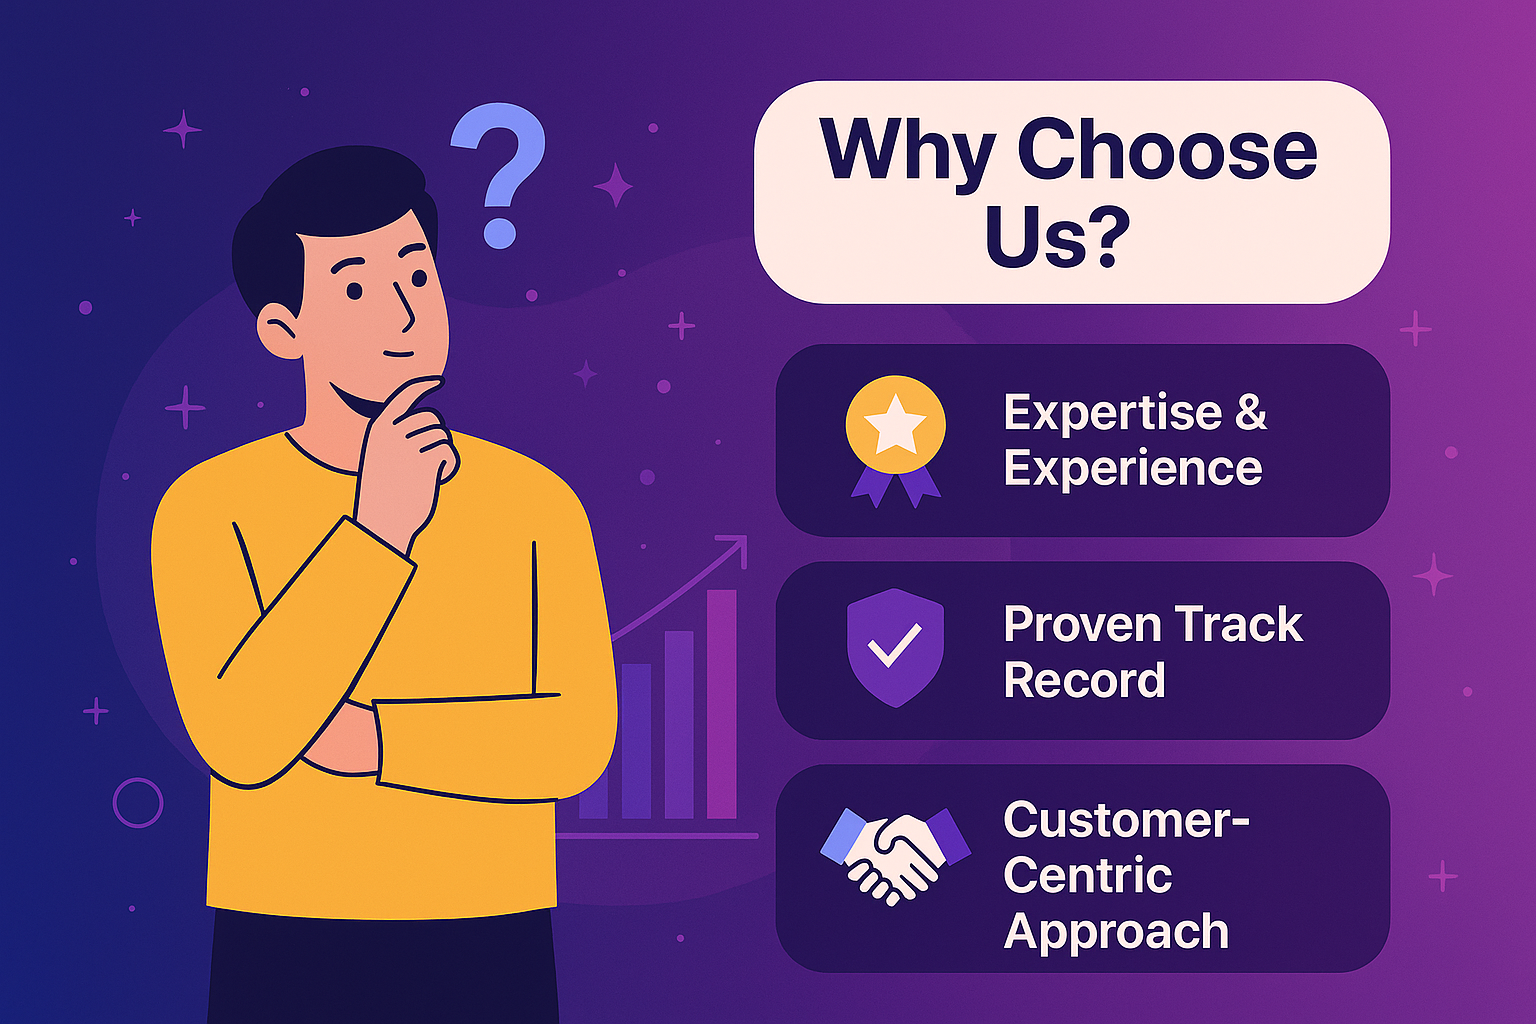 Why Choose
Us?
Expertise &
Experience
Proven Track
Record
Customer-
Centric
Approach